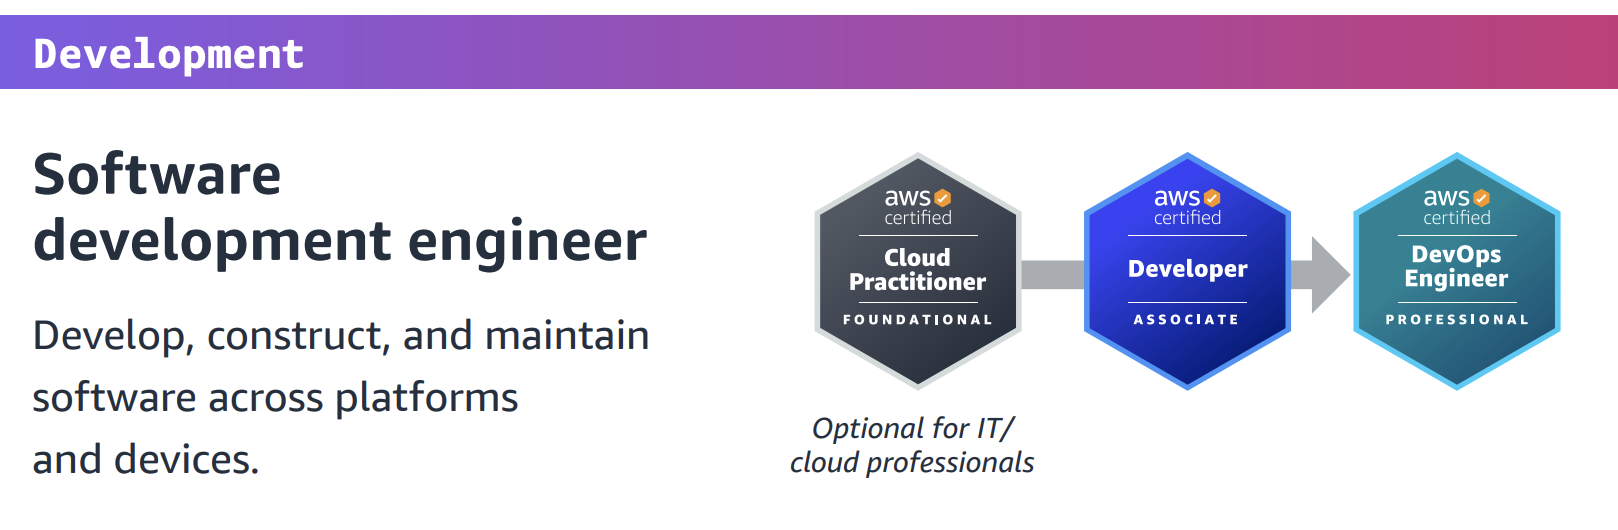 Development
Software
development engineer
Develop, construct, and maintain
software across platforms
and devices.
aws
certified
Cloud
Practitioner
FOUNDATIONAL
Optional for IT/
cloud professionals
aws
certified
Developer
ASSOCIATE
aws
certified
DevOps
Engineer
PROFESSIONAL